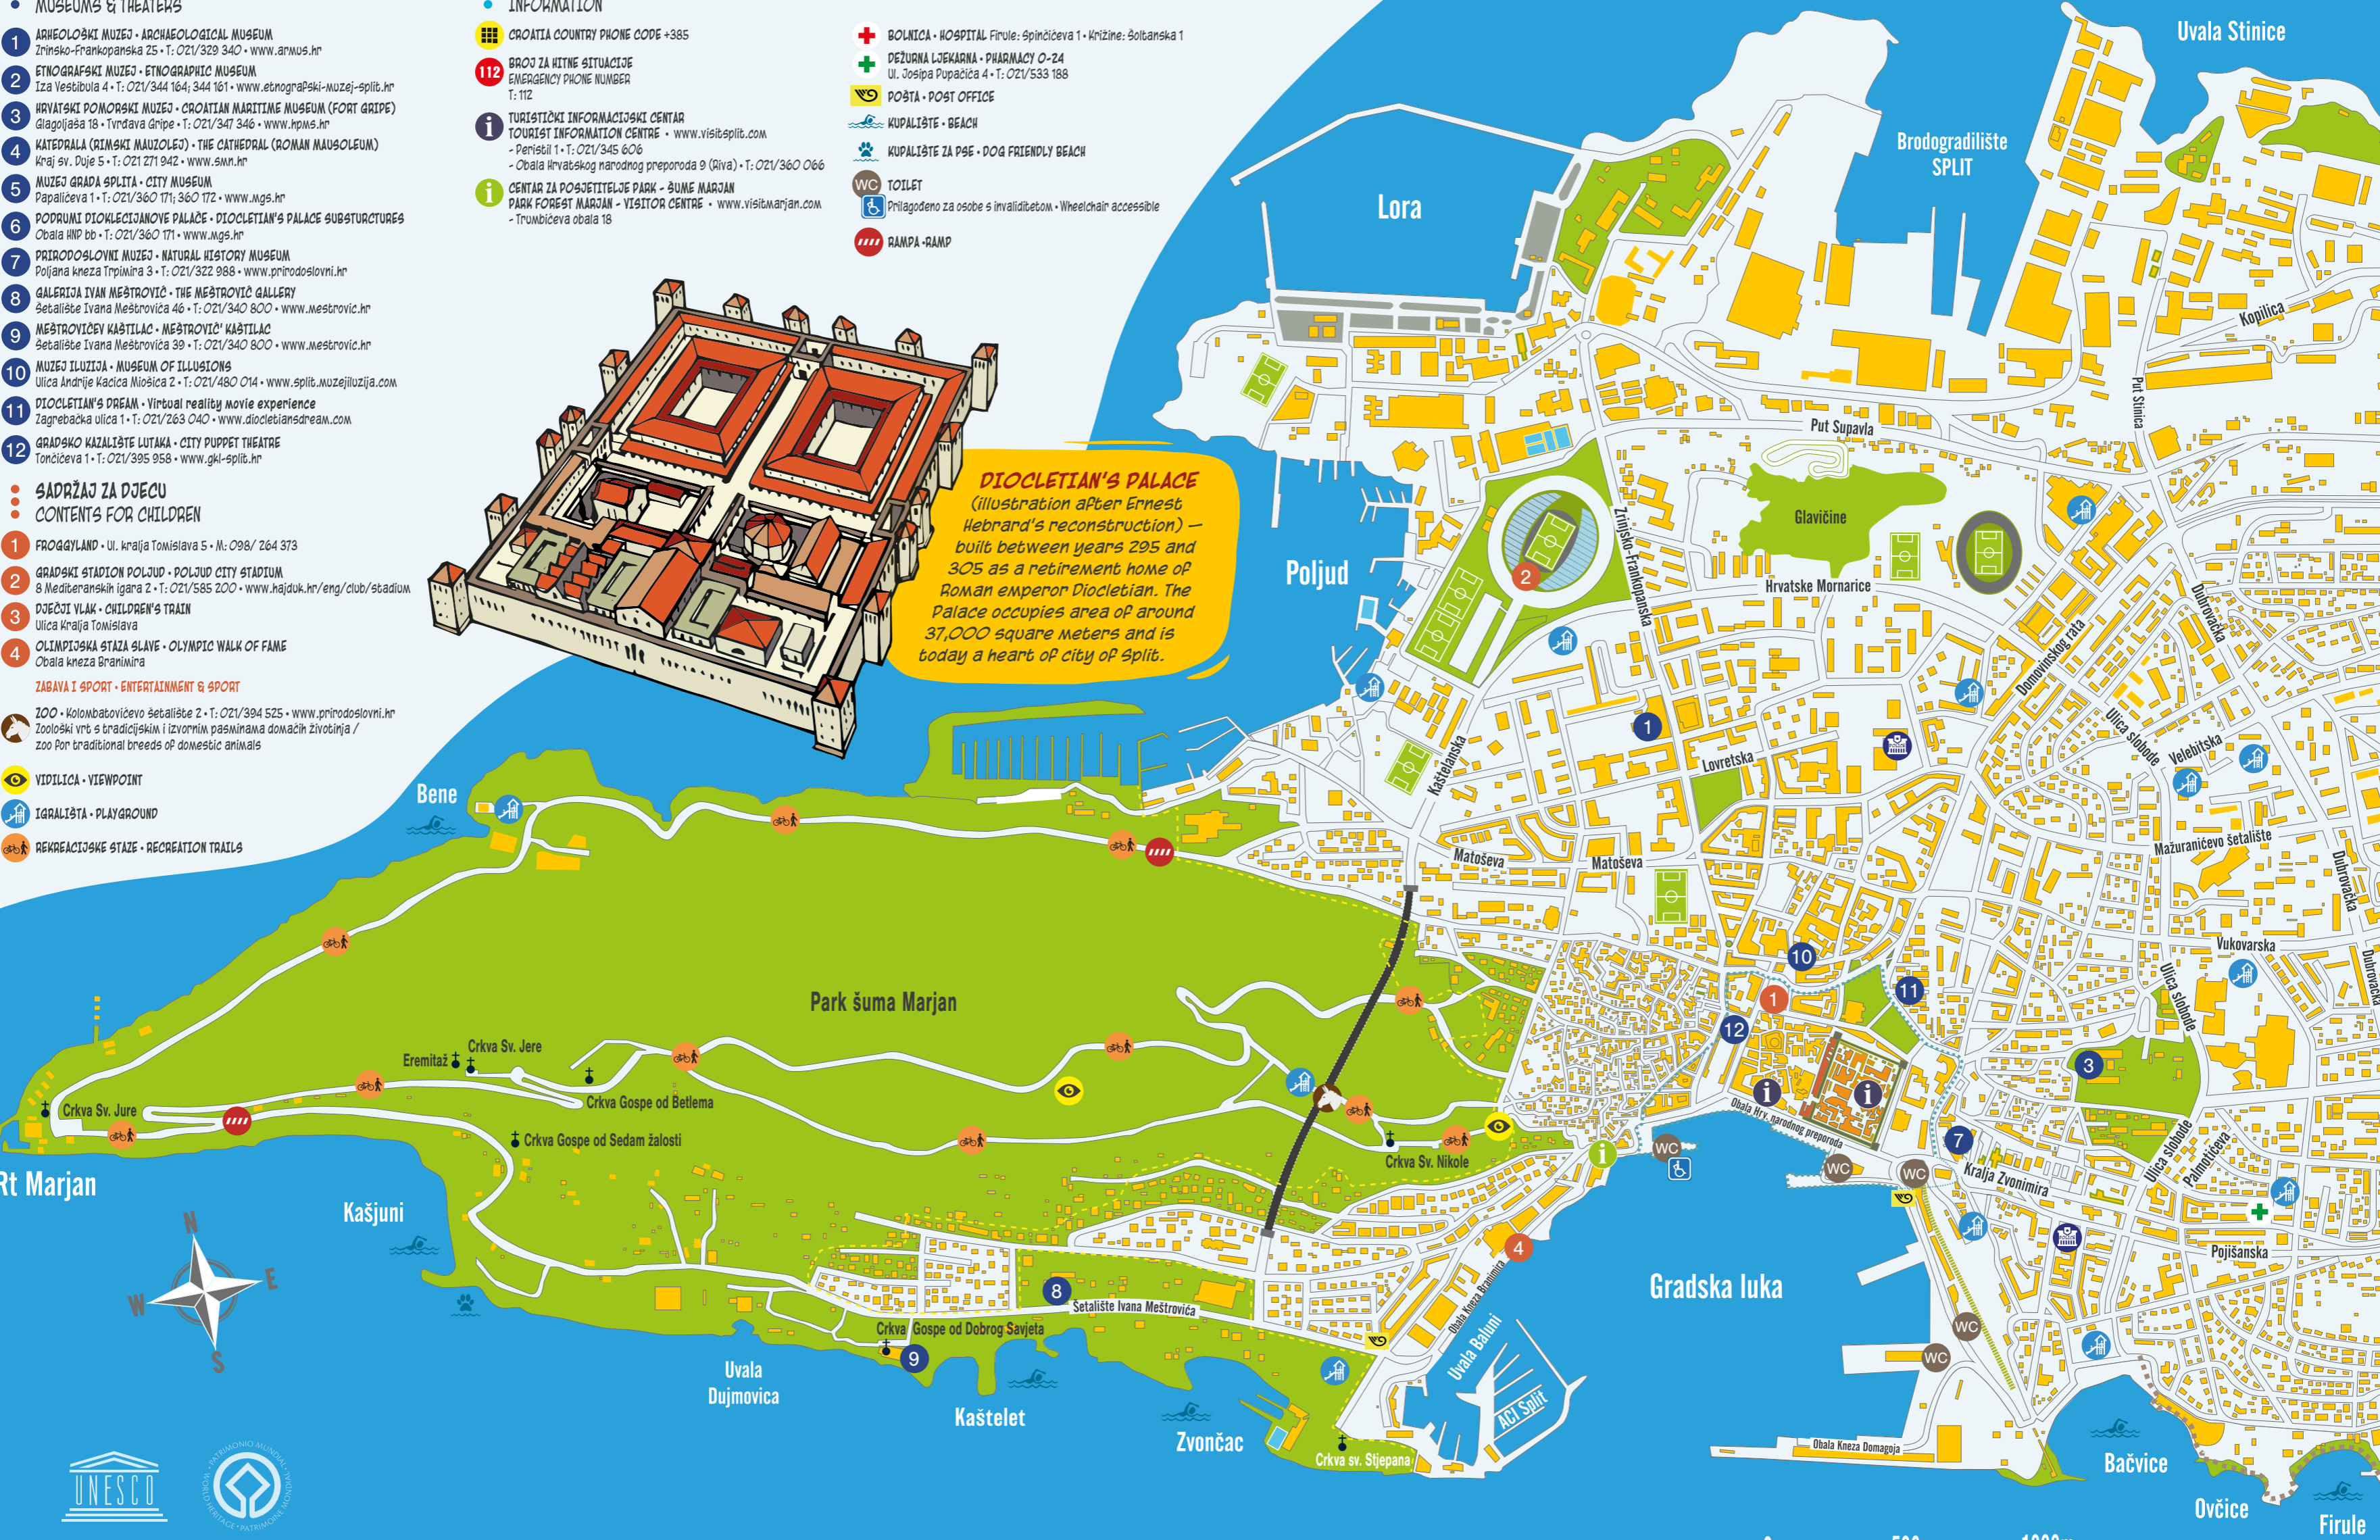 MUSEUMS & THEATERS
1 ARHEOLOŠKI MUZEJ • ARCHAEOLOGICAL MUSEUM
Zrinsko-Frankopanska 25 • T: 021/329 340 • www.armus.hr
2 ETNOGRAFSKI MUZEJ • ETNOGRAPHIC MUSEUM
Iza Vestibula 4 • T: 021/344 164; 344 161 • www.etnografski-muzej-split.hr
3 HRVATSKI POMORSKI MUZEJ • CROATIAN MARITIME MUSEUM (FORT GRIPE)
Glagoljaša 18 • Tvrđava Gripe • T: 021/347 346 • www.hpms.hr
4 KATEDRALA (RIMSKI MAUZOLEJ) • THE CATHEDRAL (ROMAN MAUSOLEUM)
Kraj sv. Duje 5 • T: 021 271 942 • www.smn.hr
5 MUZEJ GRADA SPLITA • CITY MUSEUM
Papalićeva 1 • T: 021/360 171; 360 172 • www.mgs.hr
6 PODRUMI DIOKLECIJANOVE PALAČE • DIOCLETIAN'S PALACE SUBSTURCTURES
Obala HNP bb • T: 021/360 171 • www.mgs.hr
7 PRIRODOSLOVNI MUZEJ • NATURAL HISTORY MUSEUM
Poljana kneza Trpimira 3 • T: 021/322 988 • www.prirodoslovni.hr
8 GALERIJA IVAN MEŠTROVIĆ • THE MEŠTROVIĆ GALLERY
Šetalište Ivana Meštrovića 46 • T: 021/340 800 • www.mestrovic.hr
9 MEŠTROVIĆEV KAŠTILAC • MEŠTROVIĆ' KAŠTILAC
Šetalište Ivana Meštrovića 39 • T: 021/340 800 • www.mestrovic.hr
10 MUZEJ ILUZIJA • MUSEUM OF ILLUSIONS
Ulica Andrije Kacica Miošica 2 • T: 021/480 014 • www.split.muzejiluzija.com
11 DIOCLETIAN'S DREAM • Virtual reality movie experience
Zagrebačka ulica 1 • T: 021/263 040 • www.diocletiansdream.com
12 GRADSKO KAZALIŠTE LUTAKA • CITY PUPPET THEATRE
Tončićeva 1 • T: 021/395 958 • www.gkl-split.hr
SADRŽAJ ZA DJECU
CONTENTS FOR CHILDREN
1 FROGGYLAND • Ul. kralja Tomislava 5 • M: 098/ 264 373
2 GRADSKI STADION POLJUD • POLJUD CITY STADIUM
8 Mediteranskih igara 2 • T: 021/585 200 • www.hajduk.hr/eng/club/stadium
3 DJEČJI VLAK • CHILDREN'S TRAIN
Ulica Kralja Tomislava
4 OLIMPIJSKA STAZA SLAVE • OLYMPIC WALK OF FAME
Obala kneza Branimira
ZABAVA I SPORT • ENTERTAINMENT & SPORT
ZOO • Kolombatovićevo šetalište 2 • T: 021/394 525 • www.prirodoslovni.hr
Zoološki vrt s tradicijskim i izvornim pasminama domaćih životinja /
zoo for traditional breeds of domestic animals
VIDILICA • VIEWPOINT
IGRALIŠTA • PLAYGROUND
REKREACIJSKE STAZE • RECREATION TRAILS
INFORMATION
CROATIA COUNTRY PHONE CODE +385
112 BROJ ZA HITNE SITUACIJE
EMERGENCY PHONE NUMBER
T: 112
i TURISTIČKI INFORMACIJSKI CENTAR
TOURIST INFORMATION CENTRE • www.visitsplit.com
- Peristil 1 • T: 021/345 606
- Obala Hrvatskog narodnog preporoda 9 (Riva) • T: 021/360 066
i CENTAR ZA POSJETITELJE PARK - ŠUME MARJAN
PARK FOREST MARJAN - VISITOR CENTRE • www.visitmarjan.com
- Trumbićeva obala 18
BOLNICA • HOSPITAL Firule: Spinčićeva 1 • Križine: Šoltanska 1
DEŽURNA LJEKARNA • PHARMACY 0-24
Ul. Josipa Pupačića 4 • T: 021/533 188
POŠTA • POST OFFICE
KUPALIŠTE • BEACH
KUPALIŠTE ZA PSE • DOG FRIENDLY BEACH
WC TOILET
Prilagođeno za osobe s invaliditetom • Wheelchair accessible
RAMPA •RAMP
DIOCLETIAN'S PALACE
(illustration after Ernest
Hebrard's reconstruction) –
built between years 295 and
305 as a retirement home of
Roman emperor Diocletian. The
Palace occupies area of around
37,000 square meters and is
today a heart of city of Split.
Uvala Stinice
Brodogradilište
SPLIT
Lora
Kopilica
Put Stinica
Put Supavla
Glavičine
Poljud
2
Zrinjsko-Frankopanska
Hrvatske Mornarice
Dubrovačka
Domovinskog rata
Ulica slobode
Velebitska
1
Lovretska
Kaštelanska
Matoševa
Matoševa
Mažuranićevo šetalište
Dubrovačka
Vukovarska
Dubrovačka
Ulica slobode
10
11
1
12
3
i
i
Obala Hrv. narodnog preporoda
7
Kralja Zvonimira
Ulica slobode
Palmotićeva
Pojišanska
WC
WC
WC
WC
WC
i
Bene
Park šuma Marjan
Eremitaž
Crkva Sv. Jere
Crkva Gospe od Betlema
Crkva Sv. Jure
Crkva Gospe od Sedam žalosti
Crkva Sv. Nikole
Rt Marjan
Kašjuni
N
W
E
S
8
Šetalište Ivana Meštrovića
Crkva Gospe od Dobrog Savjeta
9
4
Obala Kneza Branimira
Gradska luka
Uvala Baluni
ACI Split
Uvala
Dujmovica
Kaštelet
Zvončac
Crkva sv. Stjepana
Obala Kneza Domagoja
Bačvice
Ovčice
Firule
UNESCO
WORLD HERITAGE • PATRIMOINE MONDIAL • PATRIMONIO MUNDIAL